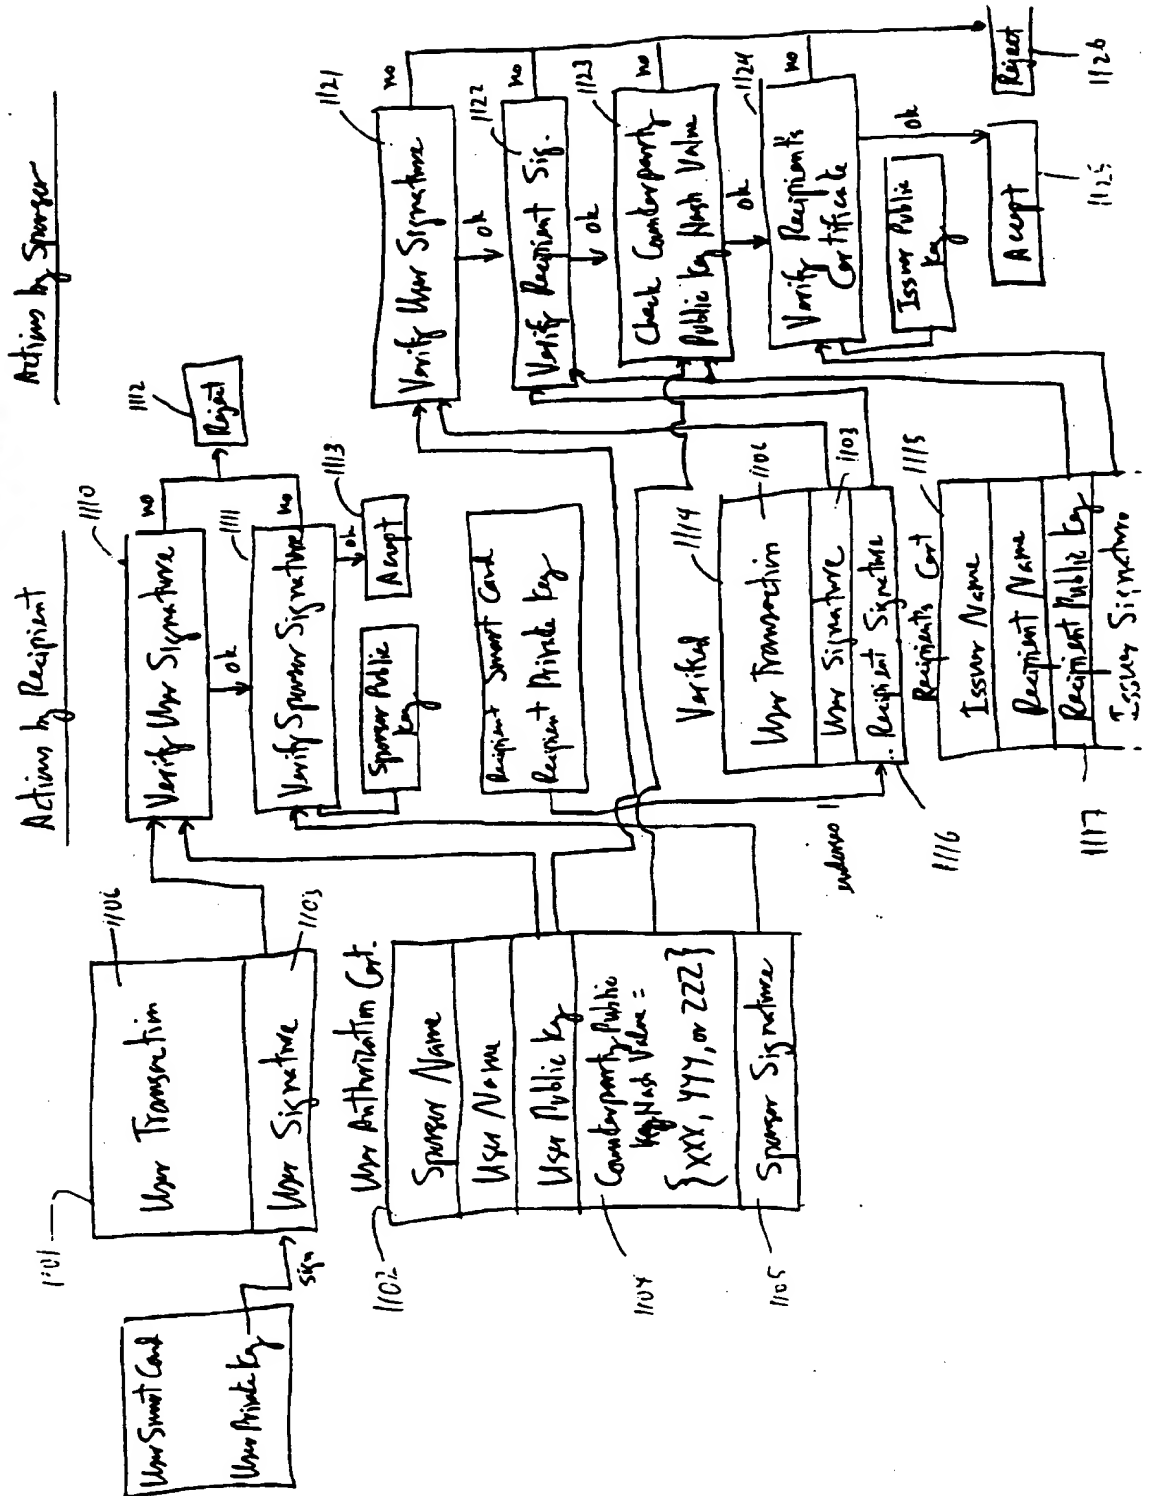 Actions by Recipient
Actions by Sponsor
User Smart Card
User Private Key
sign
1101
User Transaction
1106
User Signature
1103
1102
User Authorization Cert.
Sponsor Name
User Name
User Public Key
1104
Counterparty Public
Key Hash Value =
{XXX, YYY, or ZZZ}
1105
Sponsor Signature
1110
Verify User Signature
no
ok
1111
Verify Sponsor Signature
no
ok
1112
Reject
1113
Accept
Sponsor Public
Key
Recipient Smart Card
Recipient Private Key
Verified
1114
User Transaction
1106
User Signature
1103
Recipient Signature
endorse
1116
Recipients Cert
1115
Issuer Name
Recipient Name
Recipient Public Key
1117
Issuer Signature
1121
Verify User Signature
no
ok
1122
Verify Recipient Sig.
no
ok
1123
Check Counterparty
Public Key Hash Value
no
ok
1124
Verify Recipients
Certificate
no
ok
Issuer Public
Key
Accept
1125
Reject
1126